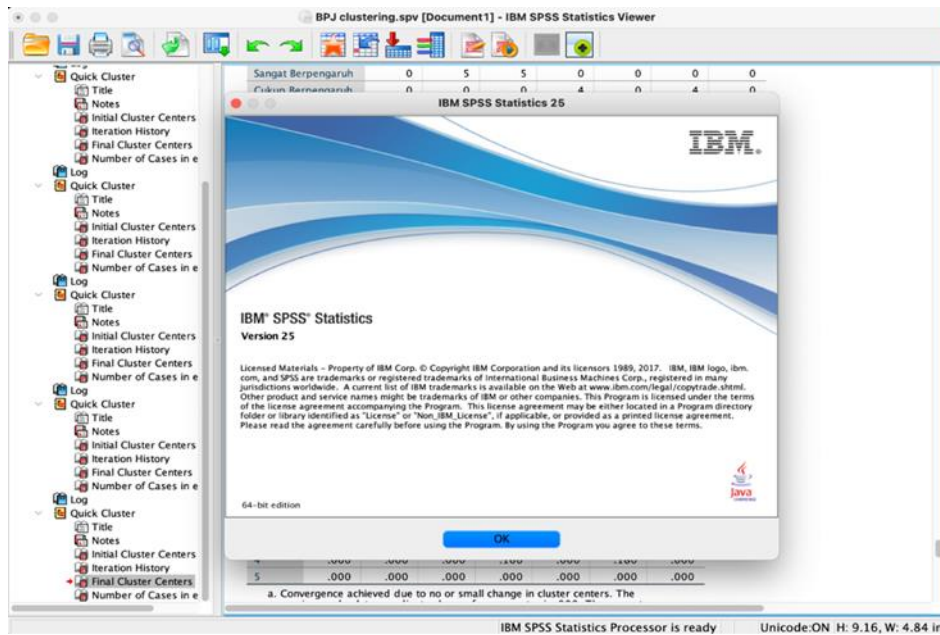 BPJ clustering.spv [Document1] - IBM SPSS Statistics Viewer
Quick Cluster
Title
Notes
Initial Cluster Centers
Iteration History
Final Cluster Centers
Number of Cases in e
Log
Quick Cluster
Title
Notes
Initial Cluster Centers
Iteration History
Final Cluster Centers
Number of Cases in e
Log
Quick Cluster
Title
Notes
Initial Cluster Centers
Iteration History
Final Cluster Centers
Number of Cases in e
Log
Quick Cluster
Title
Notes
Initial Cluster Centers
Iteration History
Final Cluster Centers
Number of Cases in e
Log
Quick Cluster
Title
Notes
Initial Cluster Centers
Iteration History
Final Cluster Centers
Number of Cases in e
Sangat Berpengaruh 0 5 5 0 0 0 0
Cukup Berpengaruh 0 0 0 4 0 4 0
IBM SPSS Statistics 25
IBM®
IBM® SPSS® Statistics
Version 25
Licensed Materials – Property of IBM Corp. © Copyright IBM Corporation and its licensors 1989, 2017. IBM, IBM logo, ibm.
com, and SPSS are trademarks or registered trademarks of International Business Machines Corp., registered in many
jurisdictions worldwide. A current list of IBM trademarks is available on the Web at www.ibm.com/legal/copytrade.shtml.
Other product and service names might be trademarks of IBM or other companies. This Program is licensed under the terms
of the license agreement accompanying the Program. This license agreement may be either located in a Program directory
folder or library identified as "License" or "Non_IBM_License", if applicable, or provided as a printed license agreement.
Please read the agreement carefully before using the Program. By using the Program you agree to these terms.
Java
64-bit edition
OK
5 .000 .000 .000 .000 .000 .000 .000
a. Convergence achieved due to no or small change in cluster centers. The
IBM SPSS Statistics Processor is ready
Unicode:ON H: 9.16, W: 4.84 in